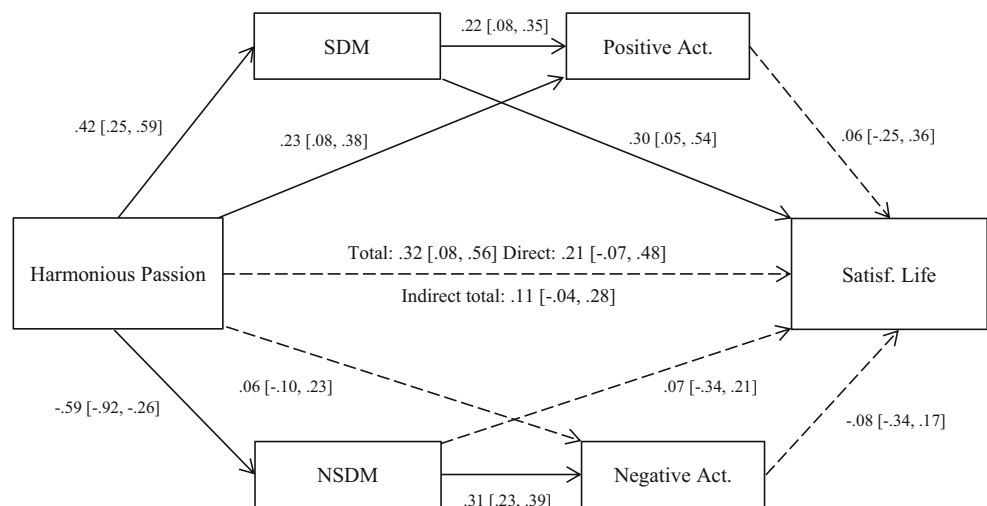 .22 [.08, .35]
SDM
Positive Act.
.42 [.25, .59]
.23 [.08, .38]
.30 [.05, .54]
.06 [-.25, .36]
Total: .32 [.08, .56] Direct: .21 [-.07, .48]
Harmonious Passion
Satisf. Life
Indirect total: .11 [-.04, .28]
.06 [-.10, .23]
.07 [-.34, .21]
-.59 [-.92, -.26]
-.08 [-.34, .17]
NSDM
Negative Act.
.31 [.23, .39]